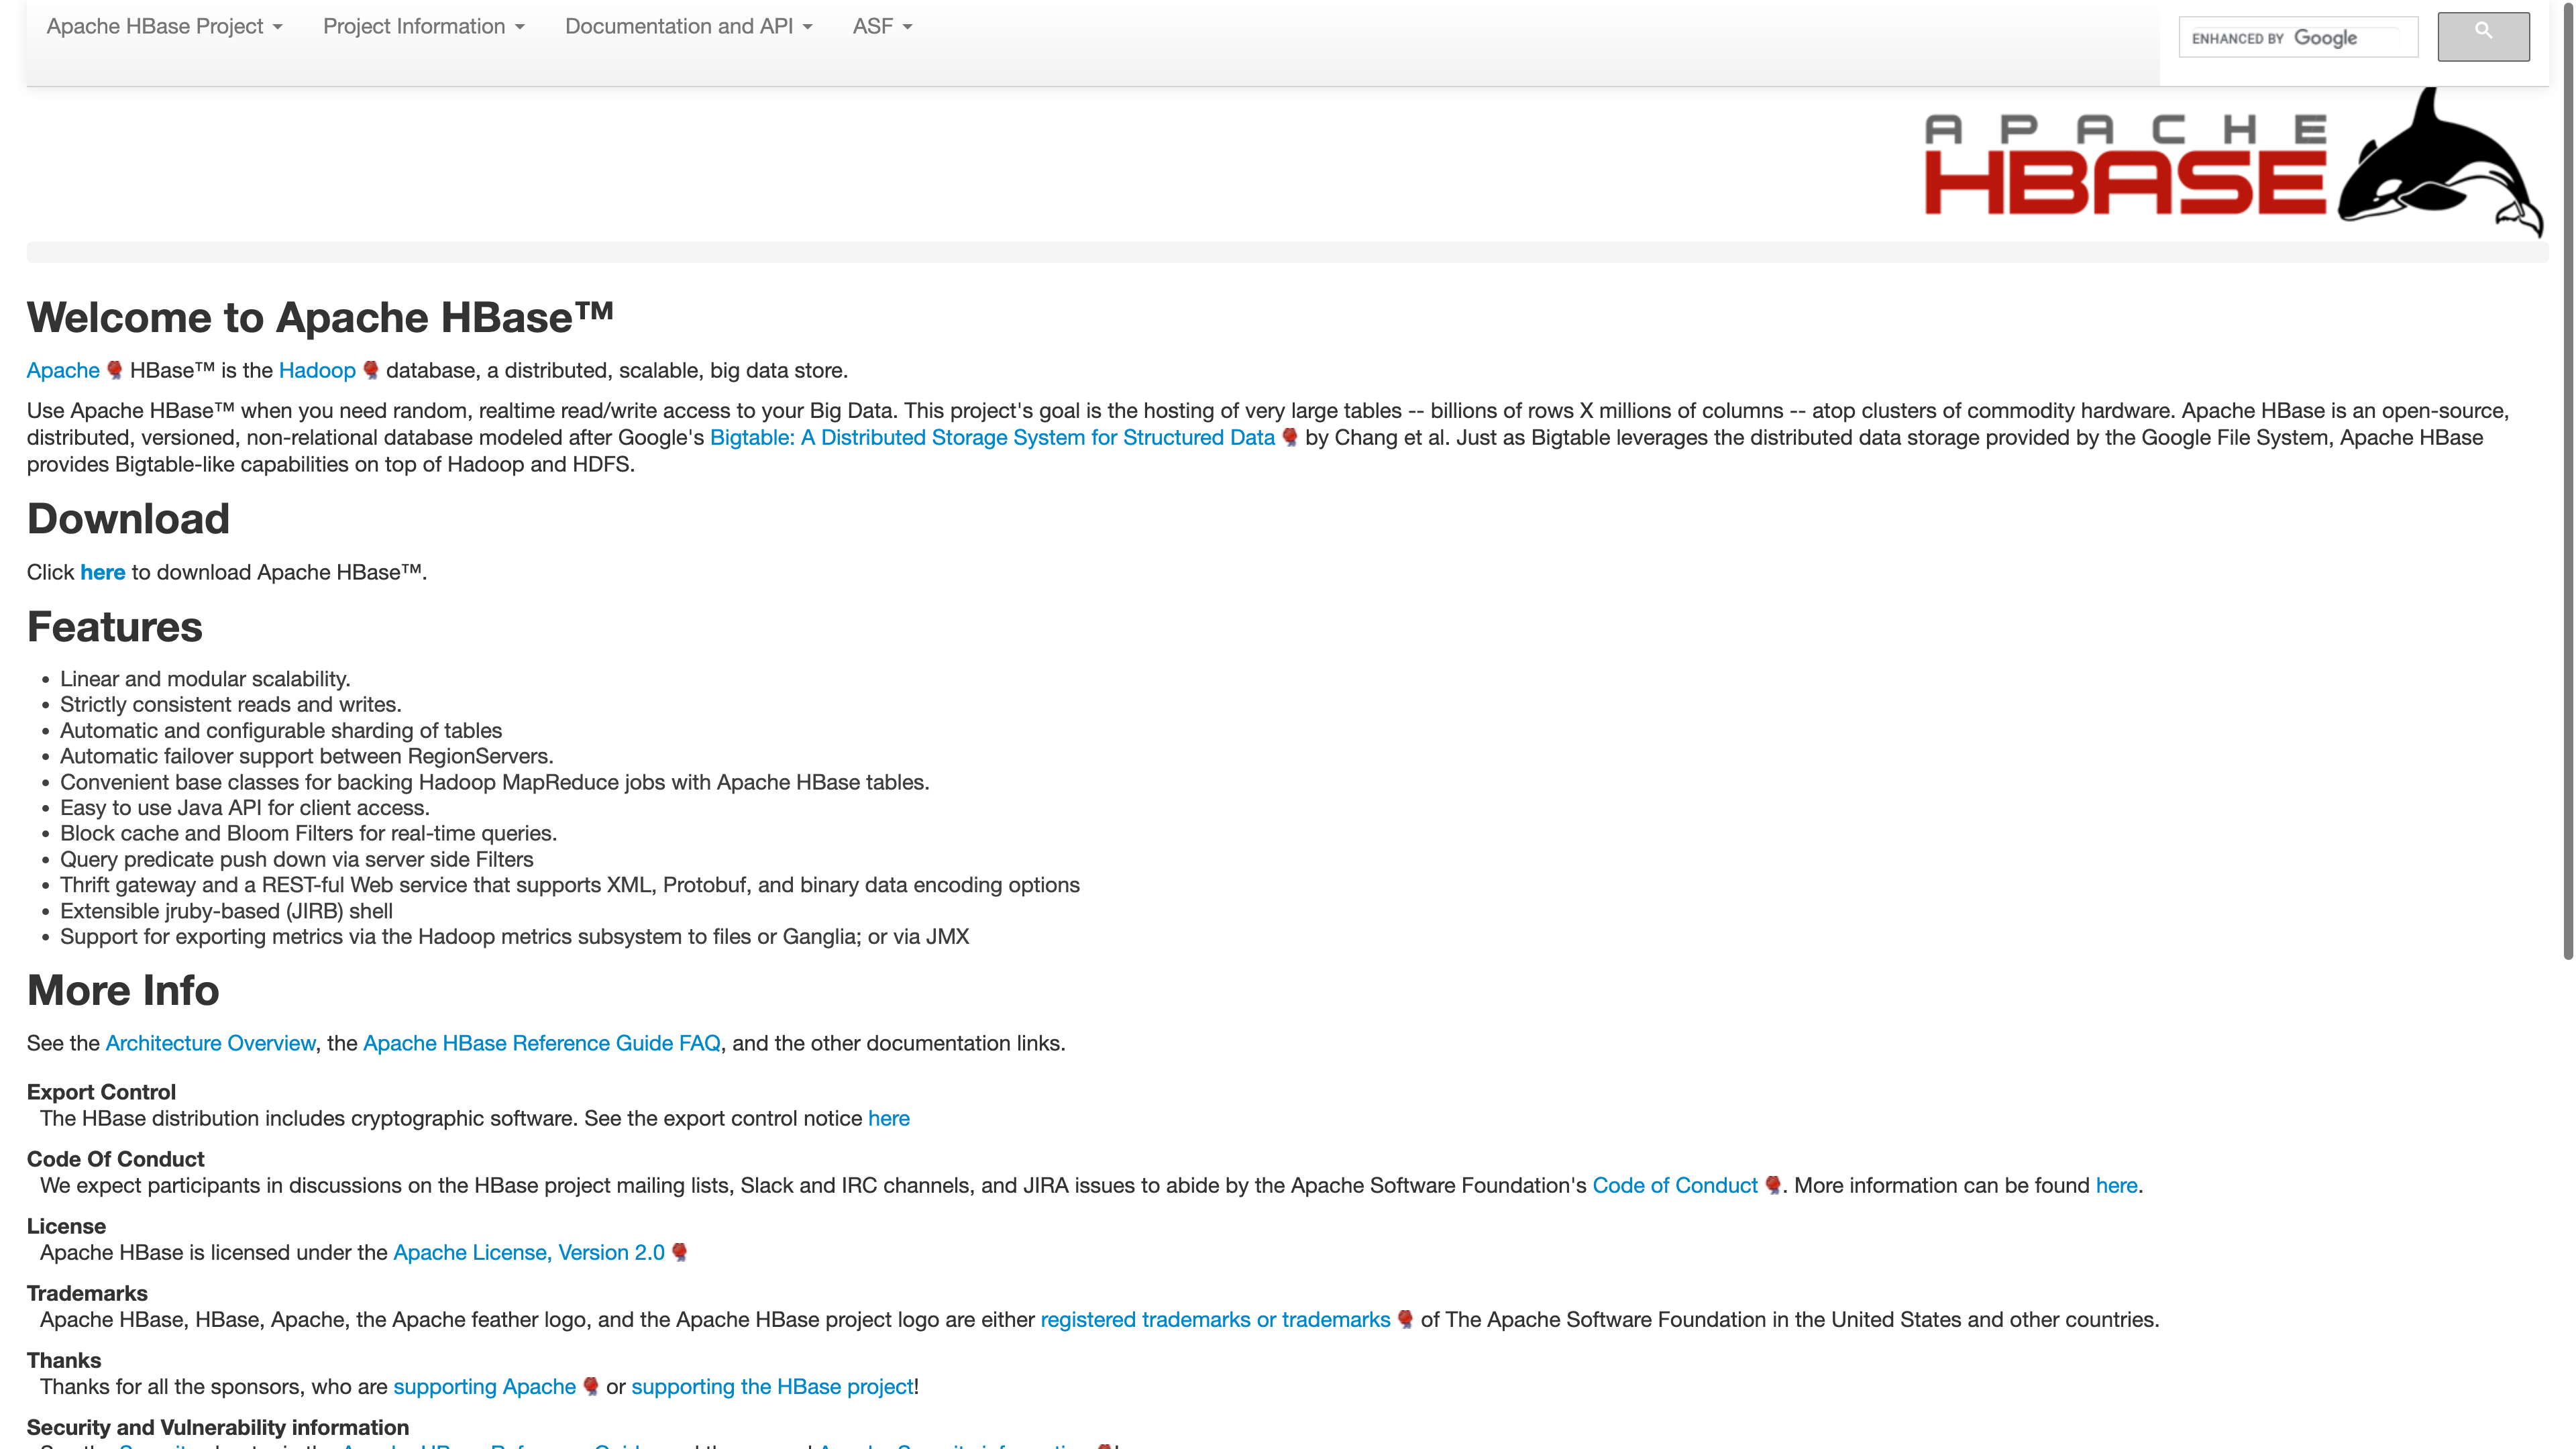 Apache HBase Project
Project Information
Documentation and API
ASF
ENHANCED BY Google
APACHE
HBASE
Welcome to Apache HBase™
Apache HBase™ is the Hadoop database, a distributed, scalable, big data store.
Use Apache HBase™ when you need random, realtime read/write access to your Big Data. This project's goal is the hosting of very large tables -- billions of rows X millions of columns -- atop clusters of commodity hardware. Apache HBase is an open-source,
distributed, versioned, non-relational database modeled after Google's Bigtable: A Distributed Storage System for Structured Data by Chang et al. Just as Bigtable leverages the distributed data storage provided by the Google File System, Apache HBase
provides Bigtable-like capabilities on top of Hadoop and HDFS.
Download
Click here to download Apache HBase™.
Features
• Linear and modular scalability.
• Strictly consistent reads and writes.
• Automatic and configurable sharding of tables
• Automatic failover support between RegionServers.
• Convenient base classes for backing Hadoop MapReduce jobs with Apache HBase tables.
• Easy to use Java API for client access.
• Block cache and Bloom Filters for real-time queries.
• Query predicate push down via server side Filters
• Thrift gateway and a REST-ful Web service that supports XML, Protobuf, and binary data encoding options
• Extensible jruby-based (JIRB) shell
• Support for exporting metrics via the Hadoop metrics subsystem to files or Ganglia; or via JMX
More Info
See the Architecture Overview, the Apache HBase Reference Guide FAQ, and the other documentation links.
Export Control
The HBase distribution includes cryptographic software. See the export control notice here
Code Of Conduct
We expect participants in discussions on the HBase project mailing lists, Slack and IRC channels, and JIRA issues to abide by the Apache Software Foundation's Code of Conduct . More information can be found here.
License
Apache HBase is licensed under the Apache License, Version 2.0
Trademarks
Apache HBase, HBase, Apache, the Apache feather logo, and the Apache HBase project logo are either registered trademarks or trademarks of The Apache Software Foundation in the United States and other countries.
Thanks
Thanks for all the sponsors, who are supporting Apache or supporting the HBase project!
Security and Vulnerability information